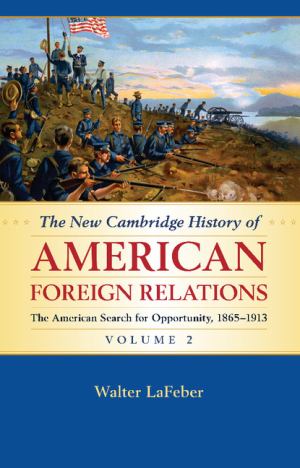 The New Cambridge History of
AMERICAN
FOREIGN RELATIONS
The American Search for Opportunity, 1865–1913
VOLUME 2
Walter LaFeber